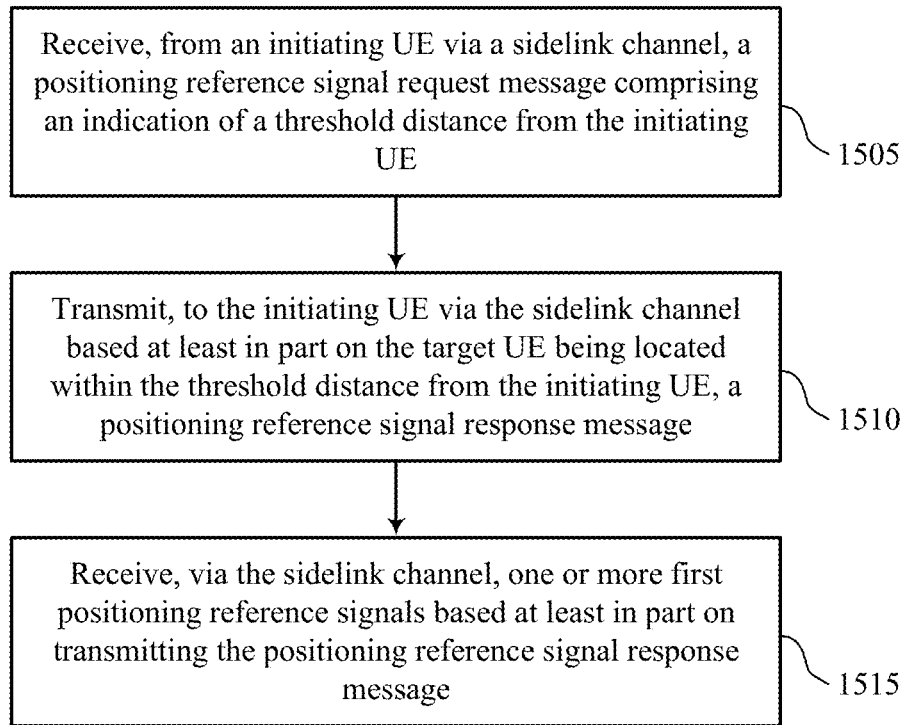 Receive, from an initiating UE via a sidelink channel, a
positioning reference signal request message comprising
an indication of a threshold distance from the initiating
UE
1505
Transmit, to the initiating UE via the sidelink channel
based at least in part on the target UE being located
within the threshold distance from the initiating UE, a
positioning reference signal response message
1510
Receive, via the sidelink channel, one or more first
positioning reference signals based at least in part on
transmitting the positioning reference signal response
message
1515